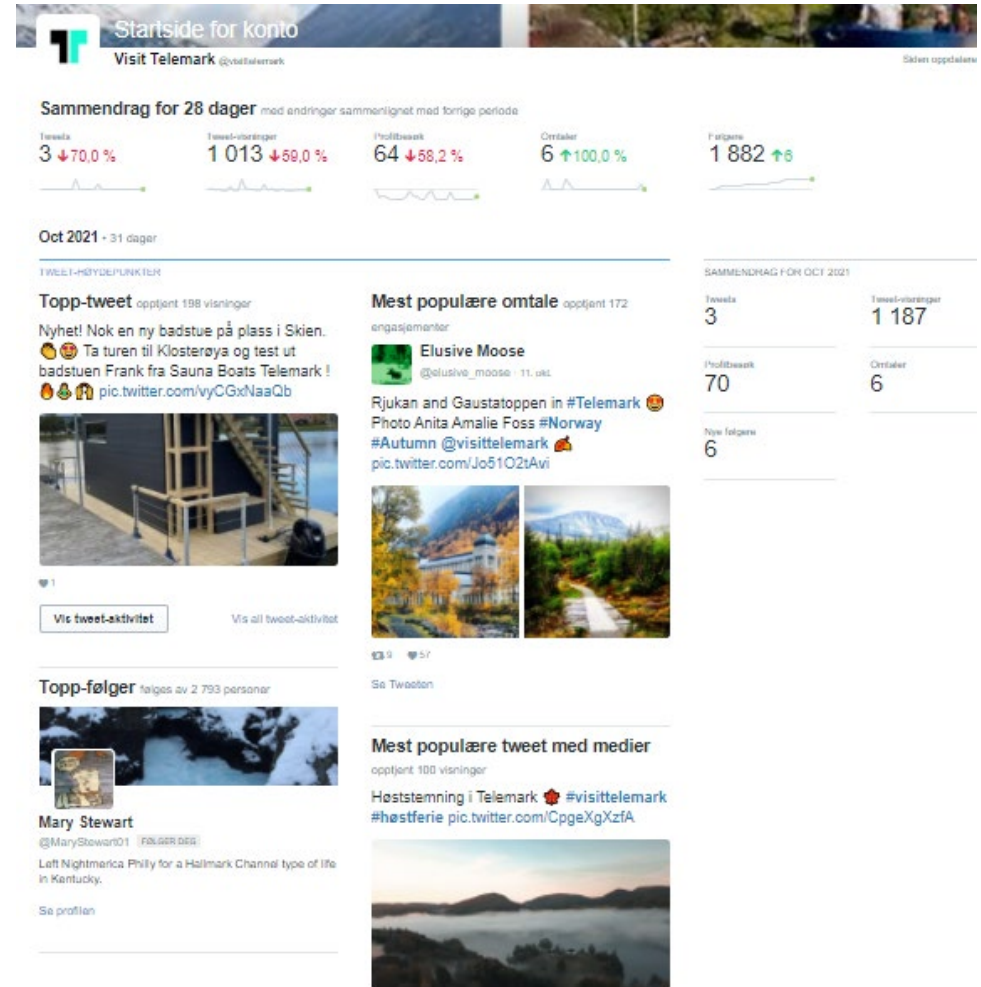 Startside for konto
Visit Telemark @visittelemark
Siden oppdatere
Sammendrag for 28 dager med endringer sammenlignet med forrige periode
Tweets
3 ↓70,0 %
Tweet-visninger
1 013 ↓59,0 %
Profilbesøk
64 ↓58,2 %
Omtaler
6 ↑100,0 %
Følgere
1 882 ↑6
Oct 2021 • 31 dager
TWEET-HØYDEPUNKTER
Topp-tweet opptjent 198 visninger
Nyhet! Nok en ny badstue på plass i Skien.
👏🤩 Ta turen til Klosterøya og test ut
badstuen Frank fra Sauna Boats Telemark !
pic.twitter.com/vyCGxNaaQb
1
Vis tweet-aktivitet
Vis all tweet-aktivitet
Topp-følger følges av 2 793 personer
Mary Stewart
@MaryStewart01 FØLGER DEG
Left Nightmerica Philly for a Hallmark Channel type of life
in Kentucky.
Se profilen
Mest populære omtale opptjent 172
engasjementer
Elusive Moose
@elusive_moose · 11. okt.
Rjukan and Gaustatoppen in #Telemark 🤩
Photo Anita Amalie Foss #Norway
#Autumn @visittelemark 🍂
pic.twitter.com/Jo51O2tAvi
9 57
Se Tweeten
Mest populære tweet med medier
opptjent 100 visninger
Høststemning i Telemark 🍁 #visittelemark
#høstferie pic.twitter.com/CpgeXgXzfA
SAMMENDRAG FOR OCT 2021
Tweets
3
Tweet-visninger
1 187
Profilbesøk
70
Omtaler
6
Nye følgere
6